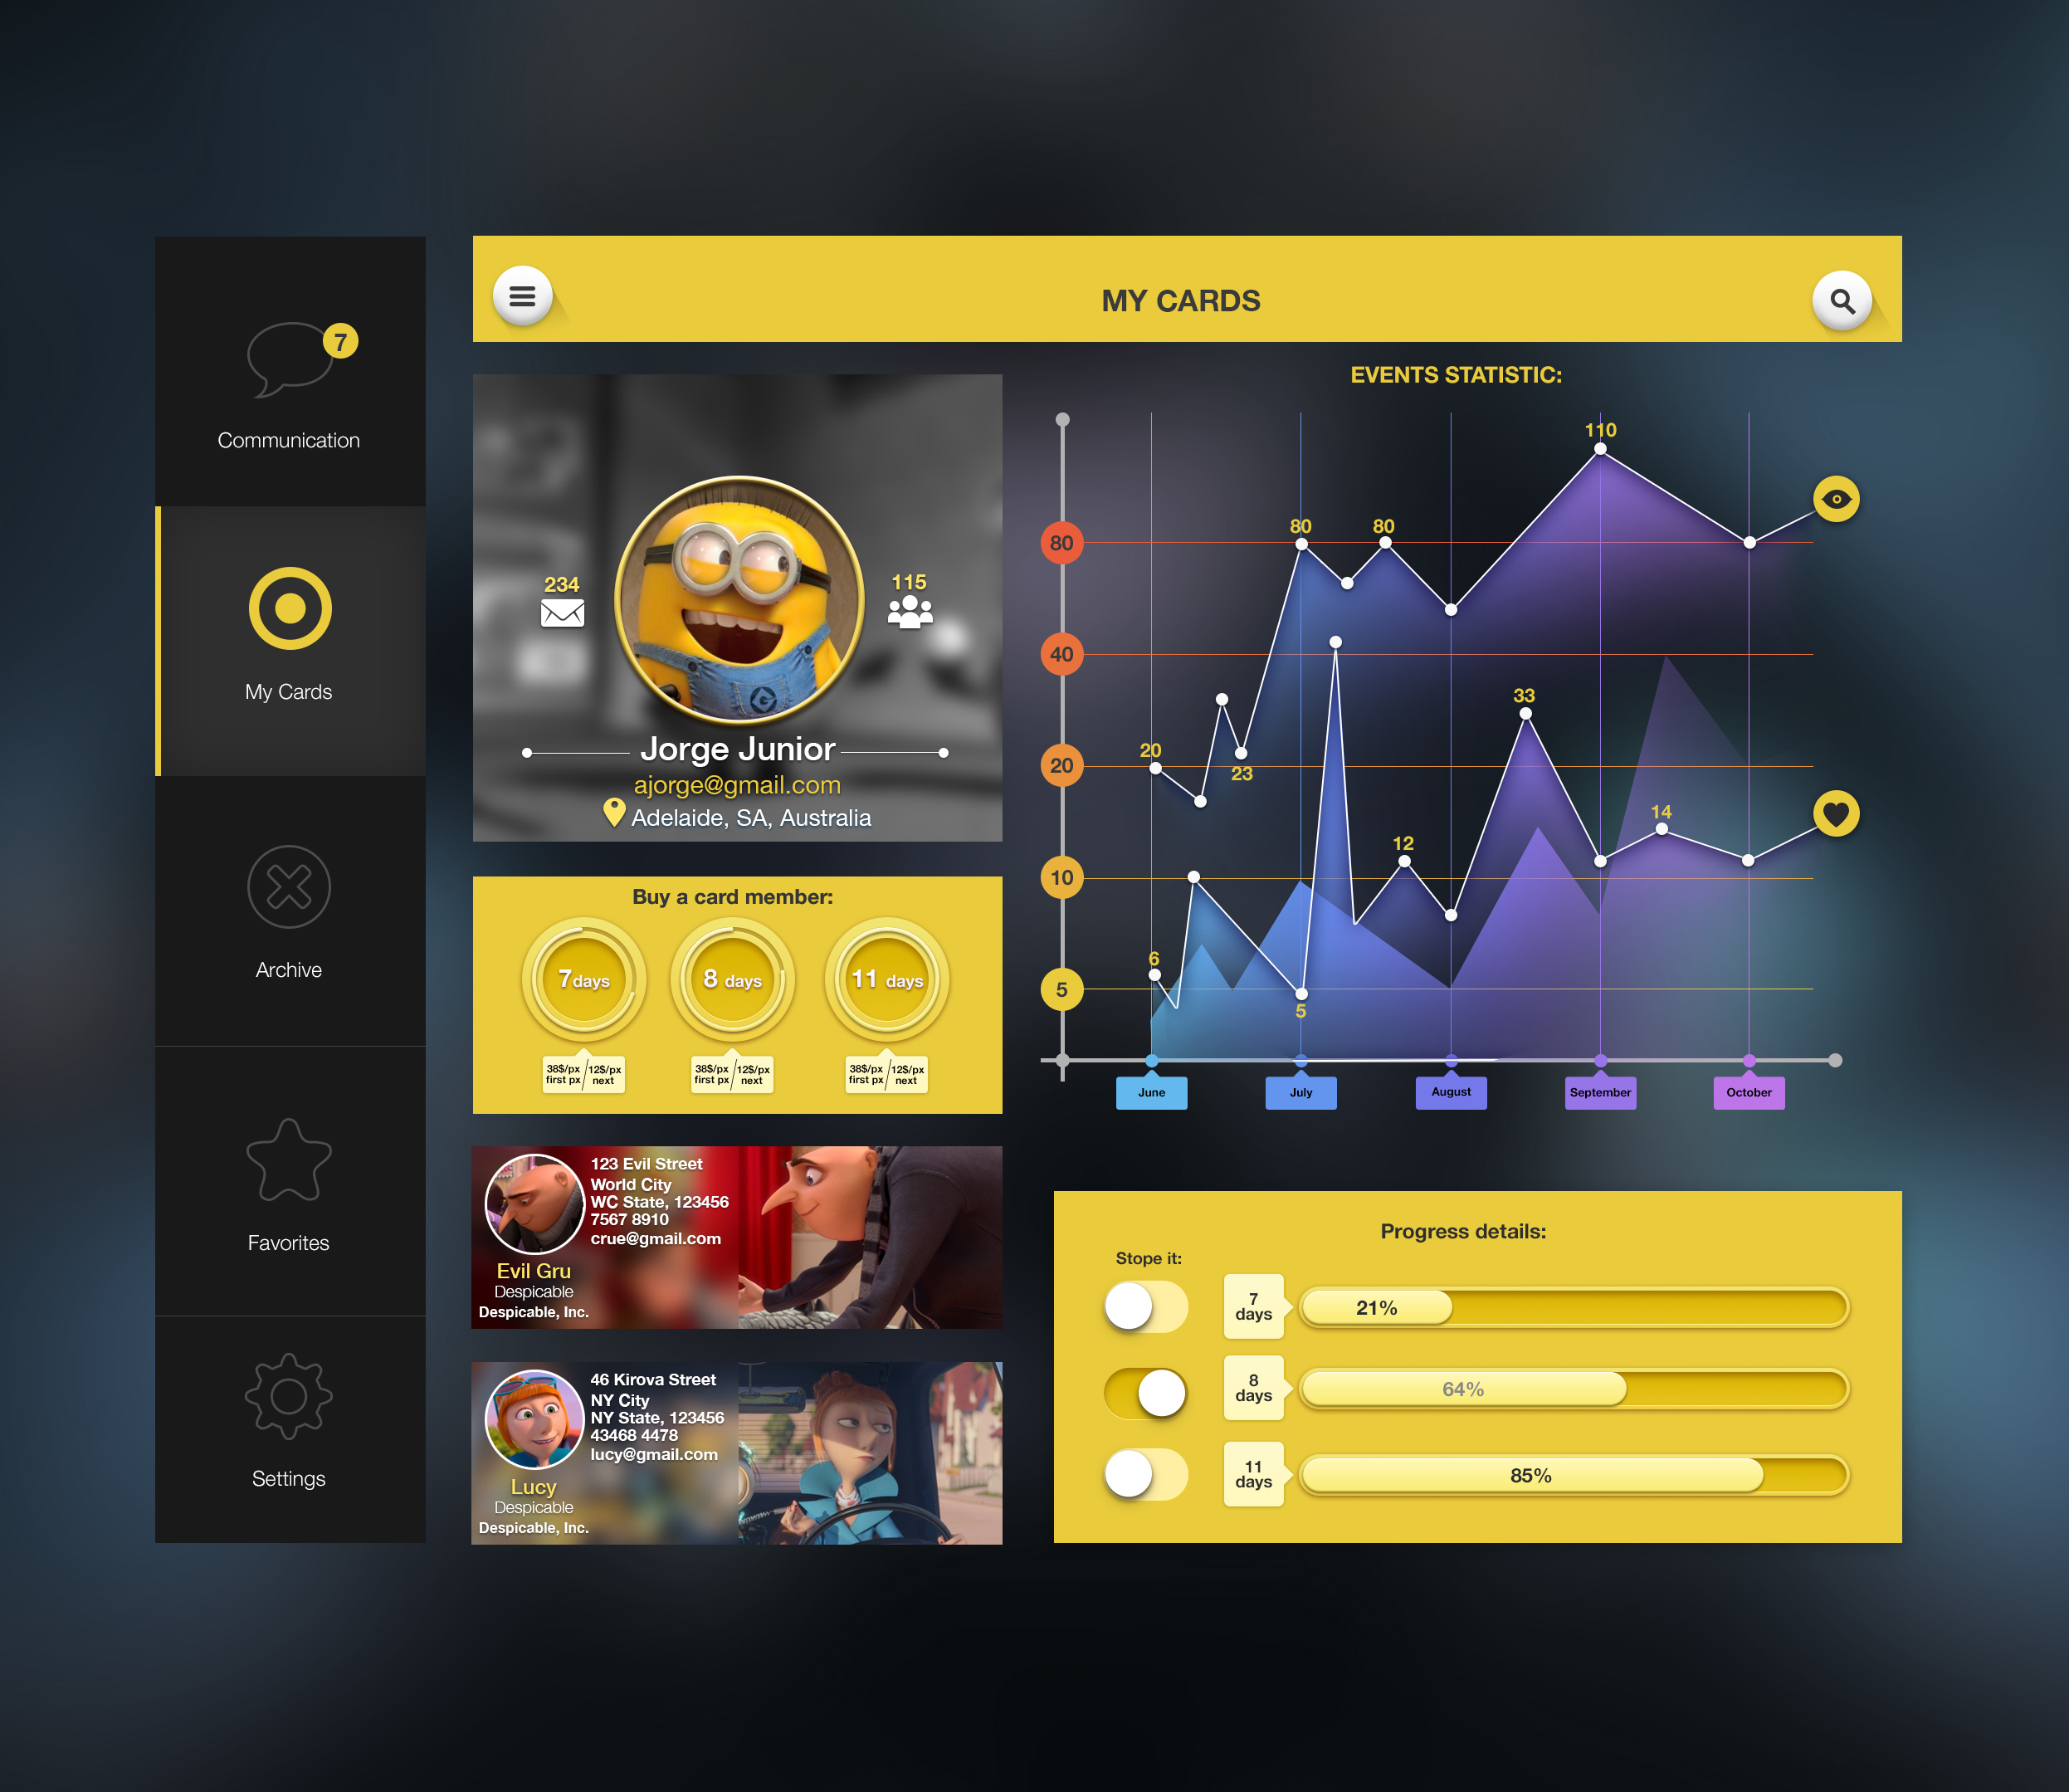 7
Communication
My Cards
Archive
Favorites
Settings
MY CARDS
234
115
Jorge Junior
ajorge@gmail.com
Adelaide, SA, Australia
Buy a card member:
7days
8 days
11 days
38$/px / 12$/px
first px / next
38$/px / 12$/px
first px / next
38$/px / 12$/px
first px / next
123 Evil Street
World City
WC State, 123456
7567 8910
crue@gmail.com
Evil Gru
Despicable
Despicable, Inc.
46 Kirova Street
NY City
NY State, 123456
43468 4478
lucy@gmail.com
Lucy
Despicable
Despicable, Inc.
EVENTS STATISTIC:
110
80
80
80
40
33
20
20
23
14
12
10
6
5
5
June
July
August
September
October
Progress details:
Stope it:
7
days
21%
8
days
64%
11
days
85%